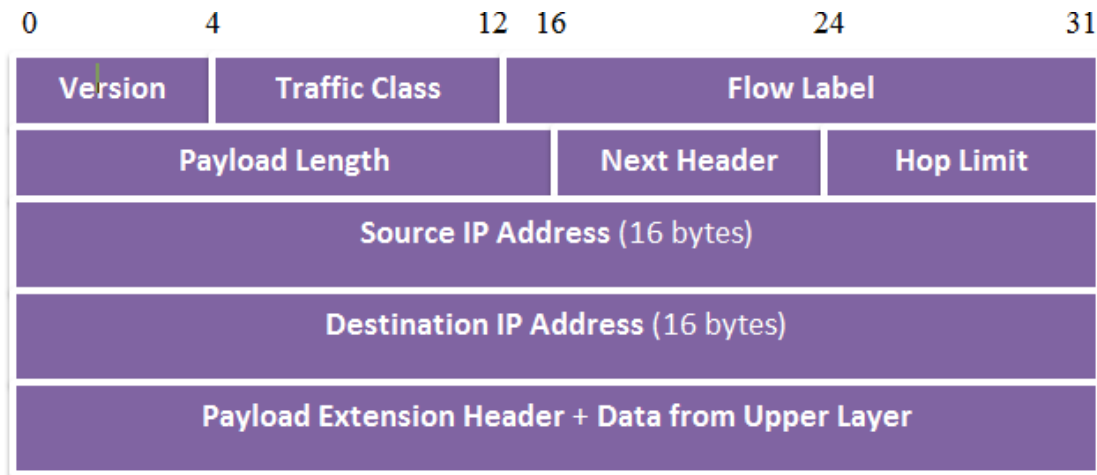 0 4 12 16 24 31
Version Traffic Class Flow Label
Payload Length Next Header Hop Limit
Source IP Address (16 bytes)
Destination IP Address (16 bytes)
Payload Extension Header + Data from Upper Layer